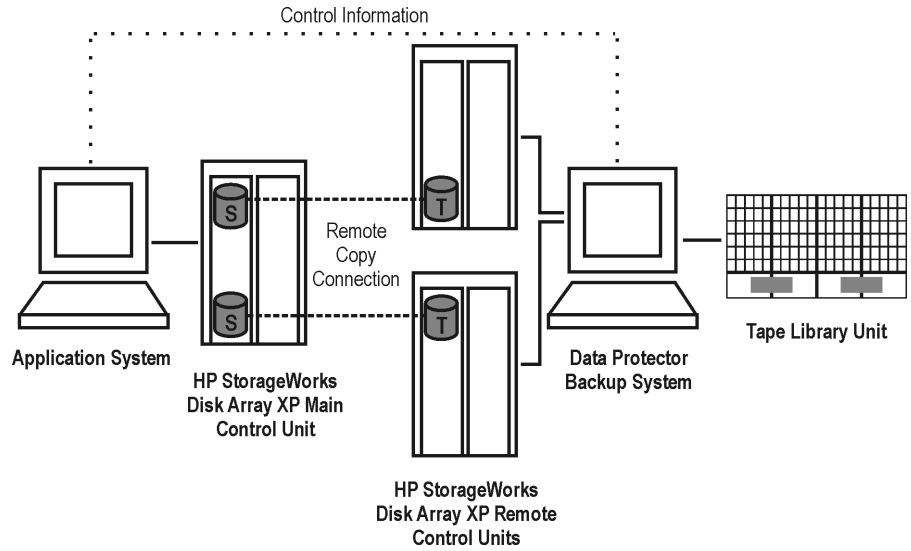 Control Information
S
T
Remote
Copy
Connection
S
T
Application System
HP StorageWorks
Disk Array XP Main
Control Unit
Data Protector
Backup System
Tape Library Unit
HP StorageWorks
Disk Array XP Remote
Control Units